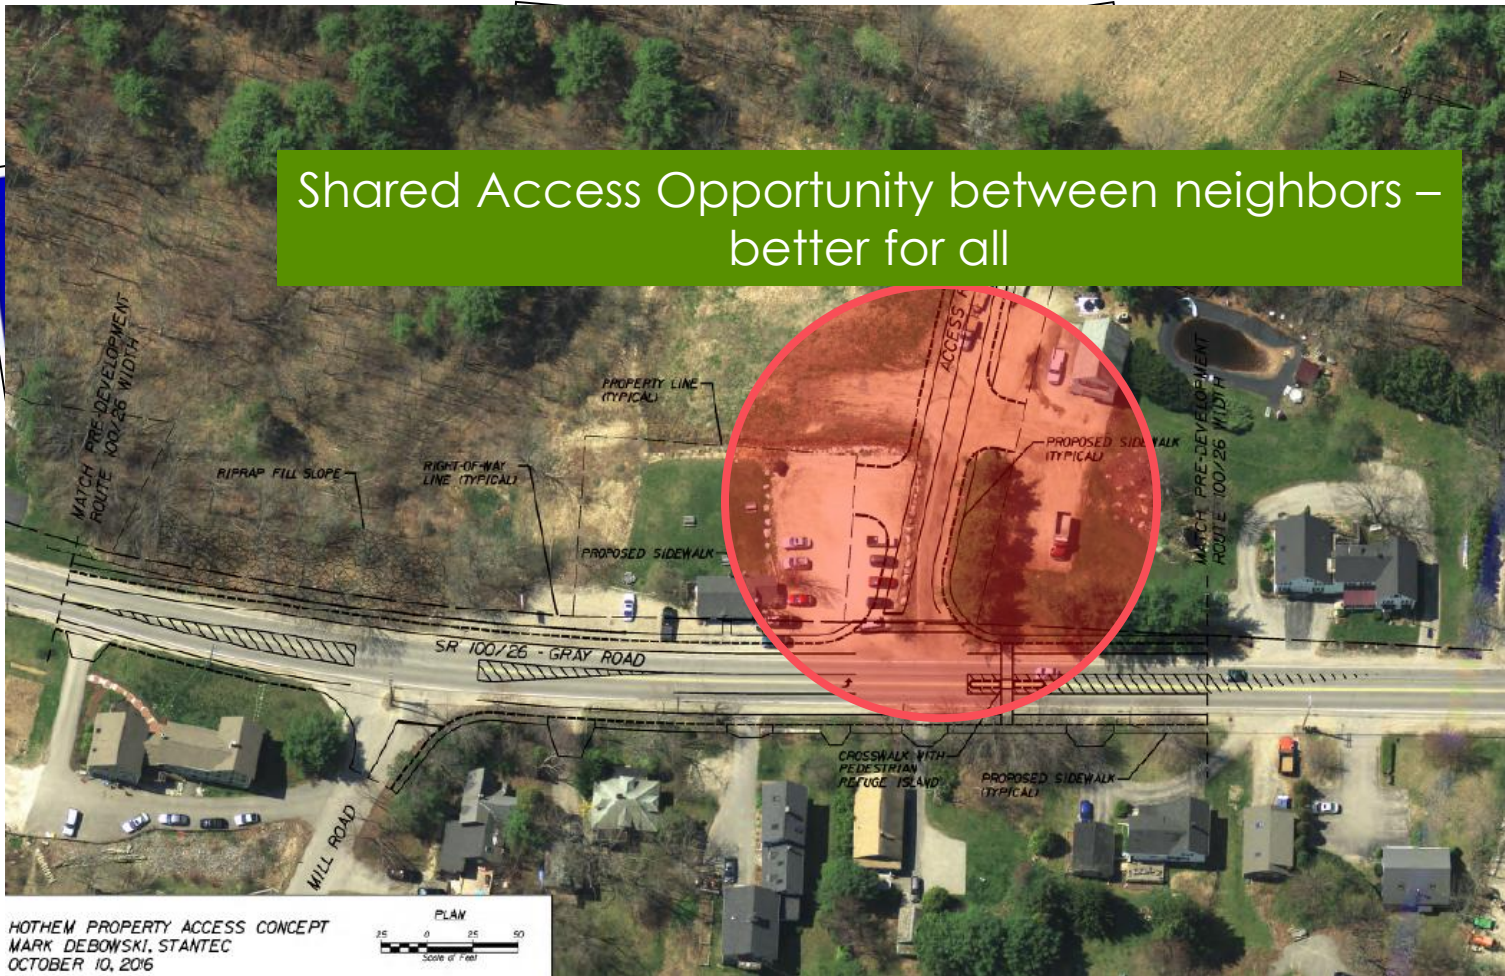 Shared Access Opportunity between neighbors –
better for all
MATCH PRE-DEVELOPMENT
ROUTE 100/26 WIDTH
RIPRAP FILL SLOPE
RIGHT-OF-WAY
LINE (TYPICAL)
PROPERTY LINE
(TYPICAL)
PROPOSED SIDEWALK
ACCESS
PROPOSED SIDEWALK
(TYPICAL)
MATCH PRE-DEVELOPMENT
ROUTE 100/26 WIDTH
SR 100/26 - GRAY ROAD
CROSSWALK WITH
PEDESTRIAN
REFUGE ISLAND
PROPOSED SIDEWALK
(TYPICAL)
MILL ROAD
HOTHEM PROPERTY ACCESS CONCEPT
MARK DEBOWSKI, STANTEC
OCTOBER 10, 2016
PLAN
25 0 25 50
Scale of Feet